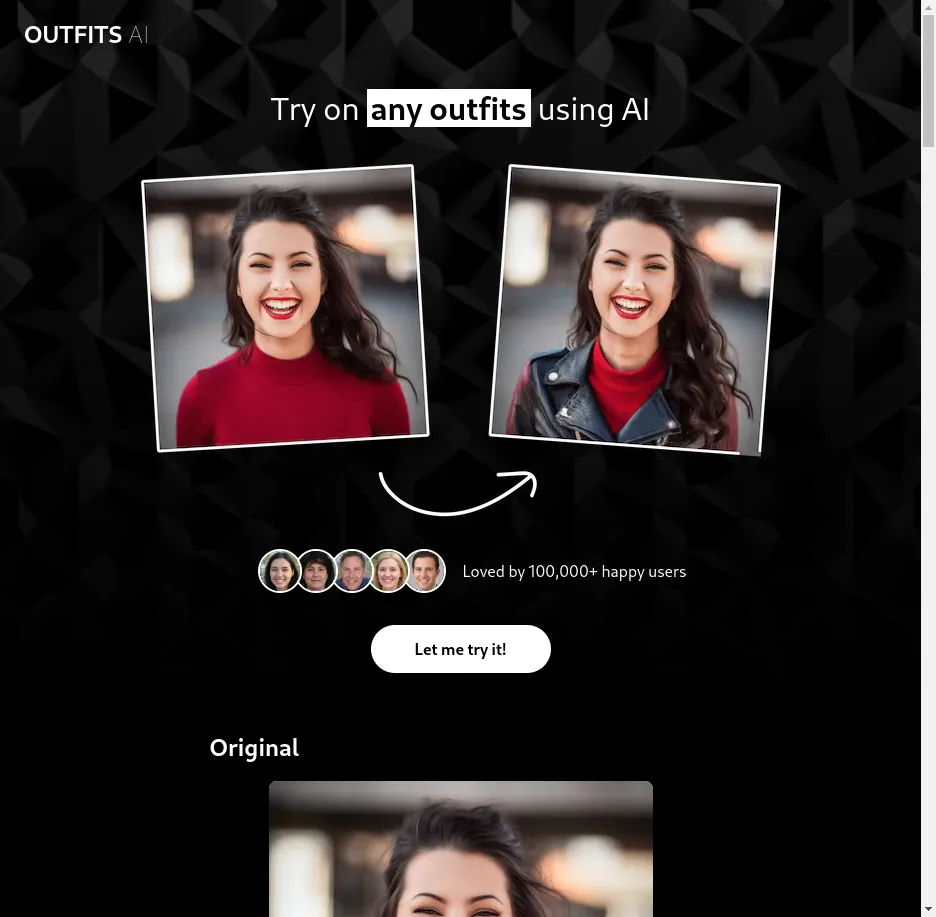 OUTFITS AI
Try on any outfits using AI
Loved by 100,000+ happy users
Let me try it!
Original